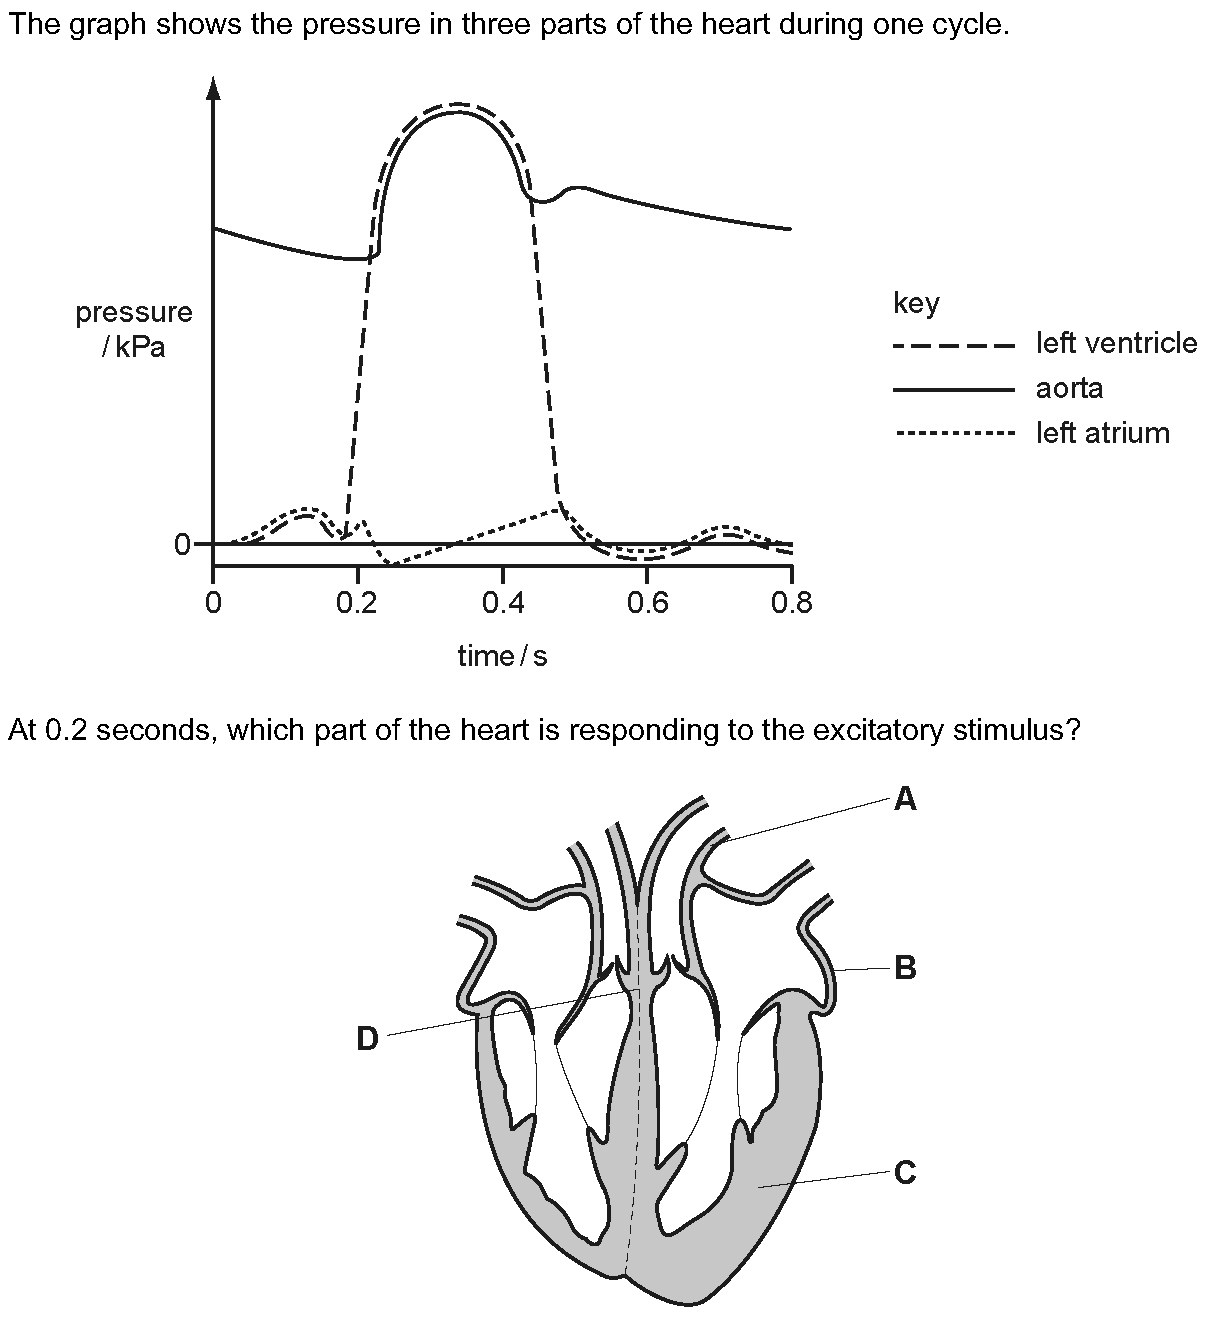 The graph shows the pressure in three parts of the heart during one cycle.
pressure
/ kPa
0
0
0.2
0.4
0.6
0.8
time / s
key
left ventricle
aorta
left atrium
At 0.2 seconds, which part of the heart is responding to the excitatory stimulus?
A
B
D
C